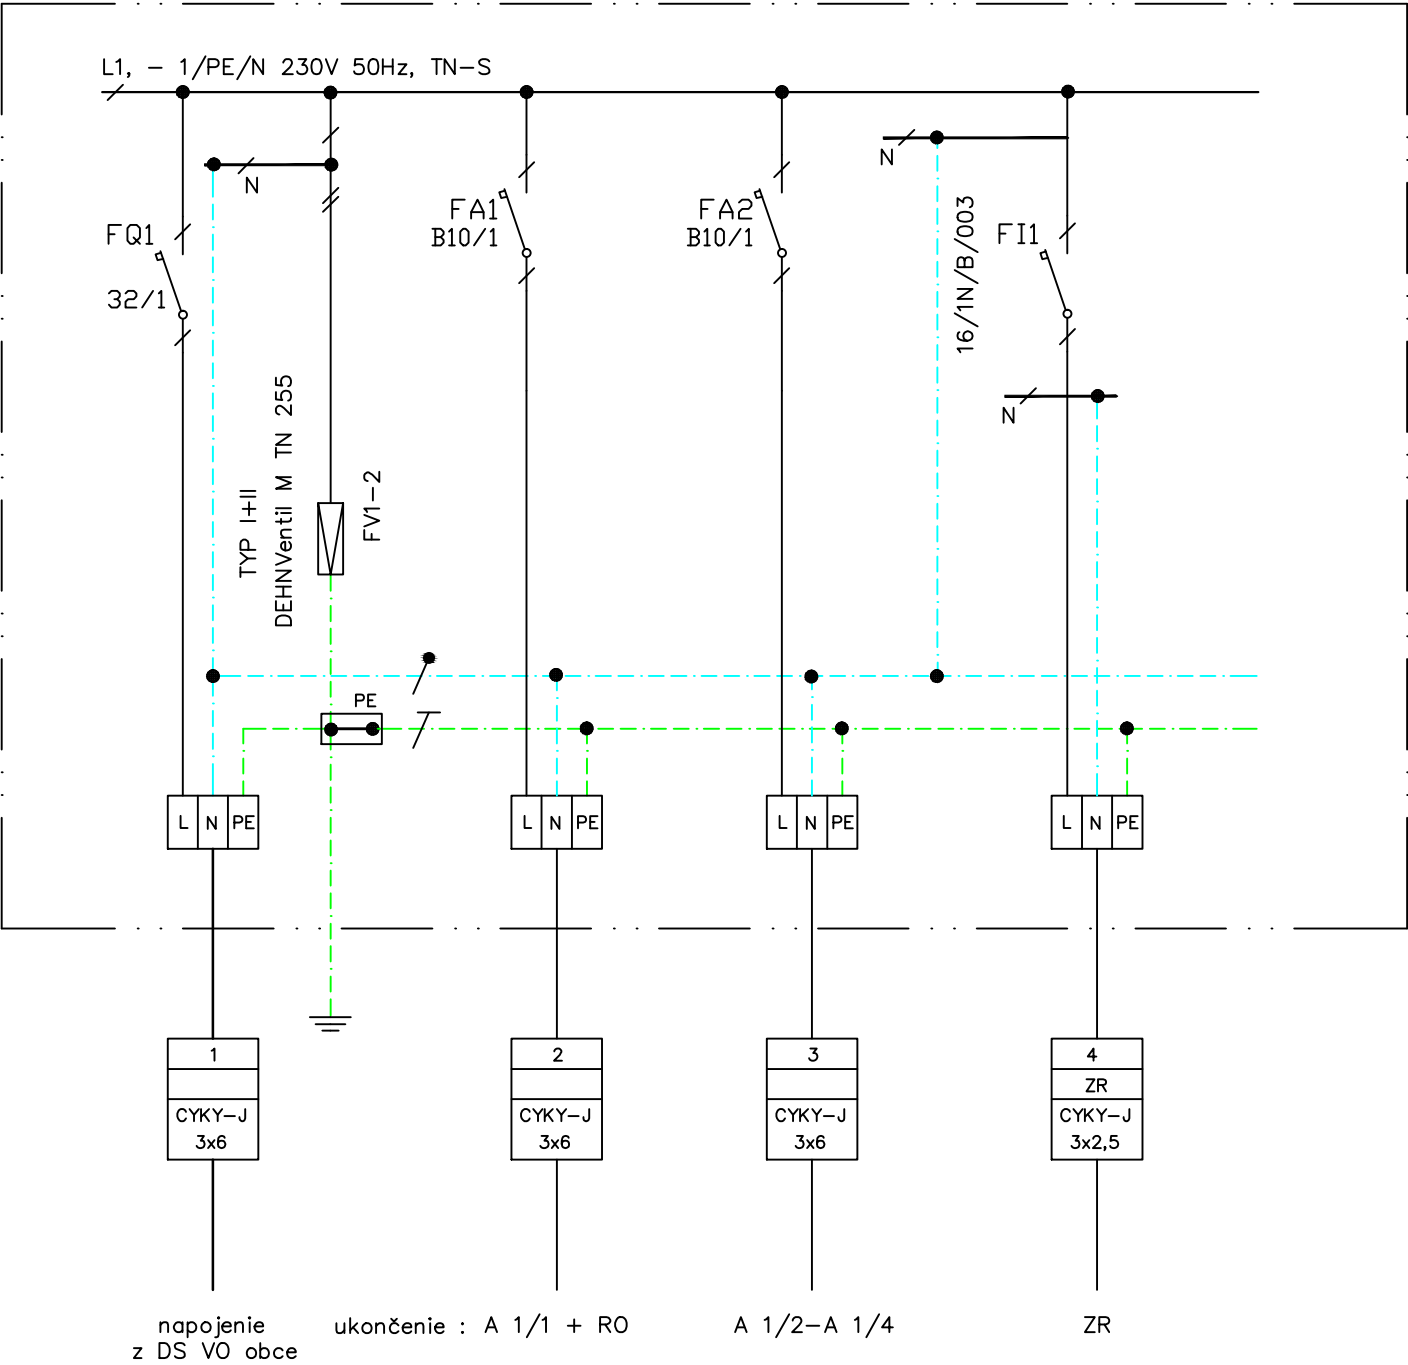 L1, - 1/PE/N 230V 50Hz, TN-S
N
N
FQ1
32/1
FA1
B10/1
FA2
B10/1
16/1N/B/003
FI1
N
TYP I+II
DEHNVentil M TN 255
FV1-2
PE
L N PE
L N PE
L N PE
L N PE
1
CYKY-J
3x6
2
CYKY-J
3x6
3
CYKY-J
3x6
4
ZR
CYKY-J
3x2,5
napojenie
z DS VO obce
ukončenie : A 1/1 + RO
A 1/2-A 1/4
ZR